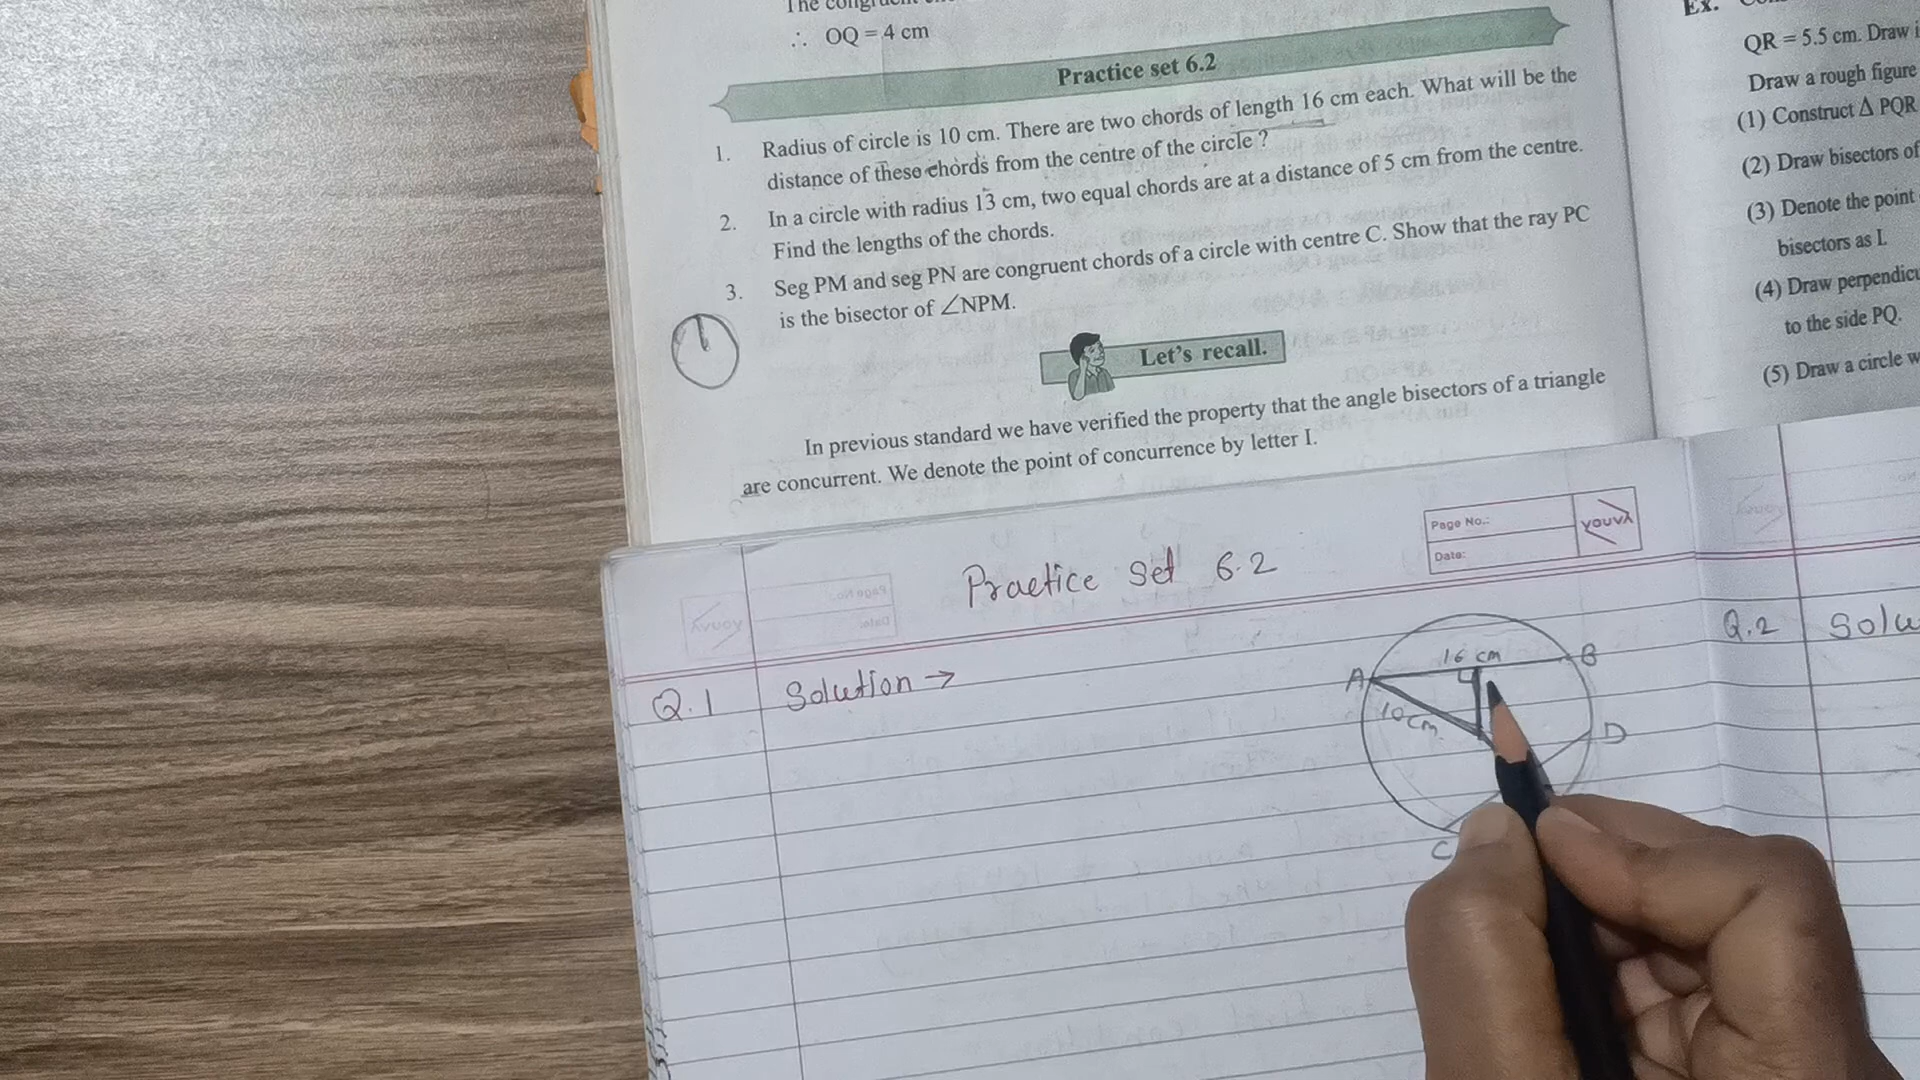 ∴ OQ = 4 cm
Practice set 6.2
1. Radius of circle is 10 cm. There are two chords of length 16 cm each. What will be the
distance of these chords from the centre of the circle ?
2. In a circle with radius 13 cm, two equal chords are at a distance of 5 cm from the centre.
Find the lengths of the chords.
3. Seg PM and seg PN are congruent chords of a circle with centre C. Show that the ray PC
is the bisector of ∠NPM.
Let's recall.
In previous standard we have verified the property that the angle bisectors of a triangle
are concurrent. We denote the point of concurrence by letter I.
Ex.
QR = 5.5 cm. Draw
Draw a rough figure
(1) Construct Δ PQR
(2) Draw bisectors of
(3) Denote the point
bisectors as I.
(4) Draw
to the side PQ.
(5) Draw a circle
Page No.:
Date:
YOUVA
Practice Set 6.2
Q.1 Solution →
A
16 cm
B
10cm
D
C
Q.2